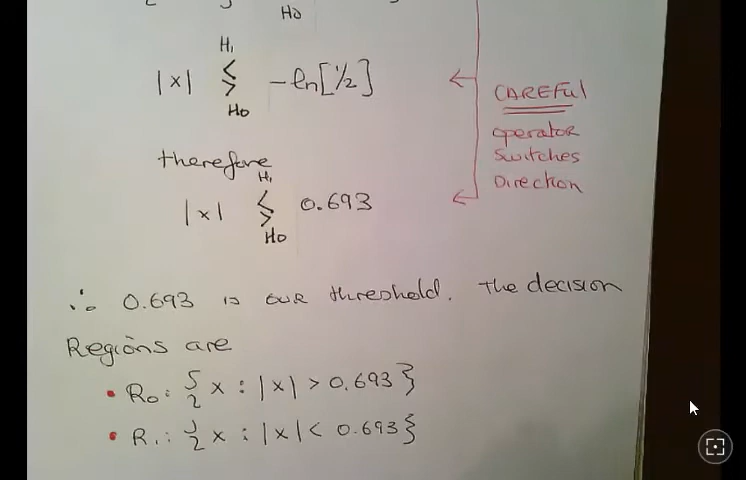 H0
H1
|x| ≶ -ln[1/2]
H0
CAREFUL
operator
Switches
Direction
therefore
H1
|x| ≶ 0.693
H0
∴ 0.693 is our threshold. The decision
Regions are
• R0: {x : |x| > 0.693}
• R1: {x : |x| < 0.693}